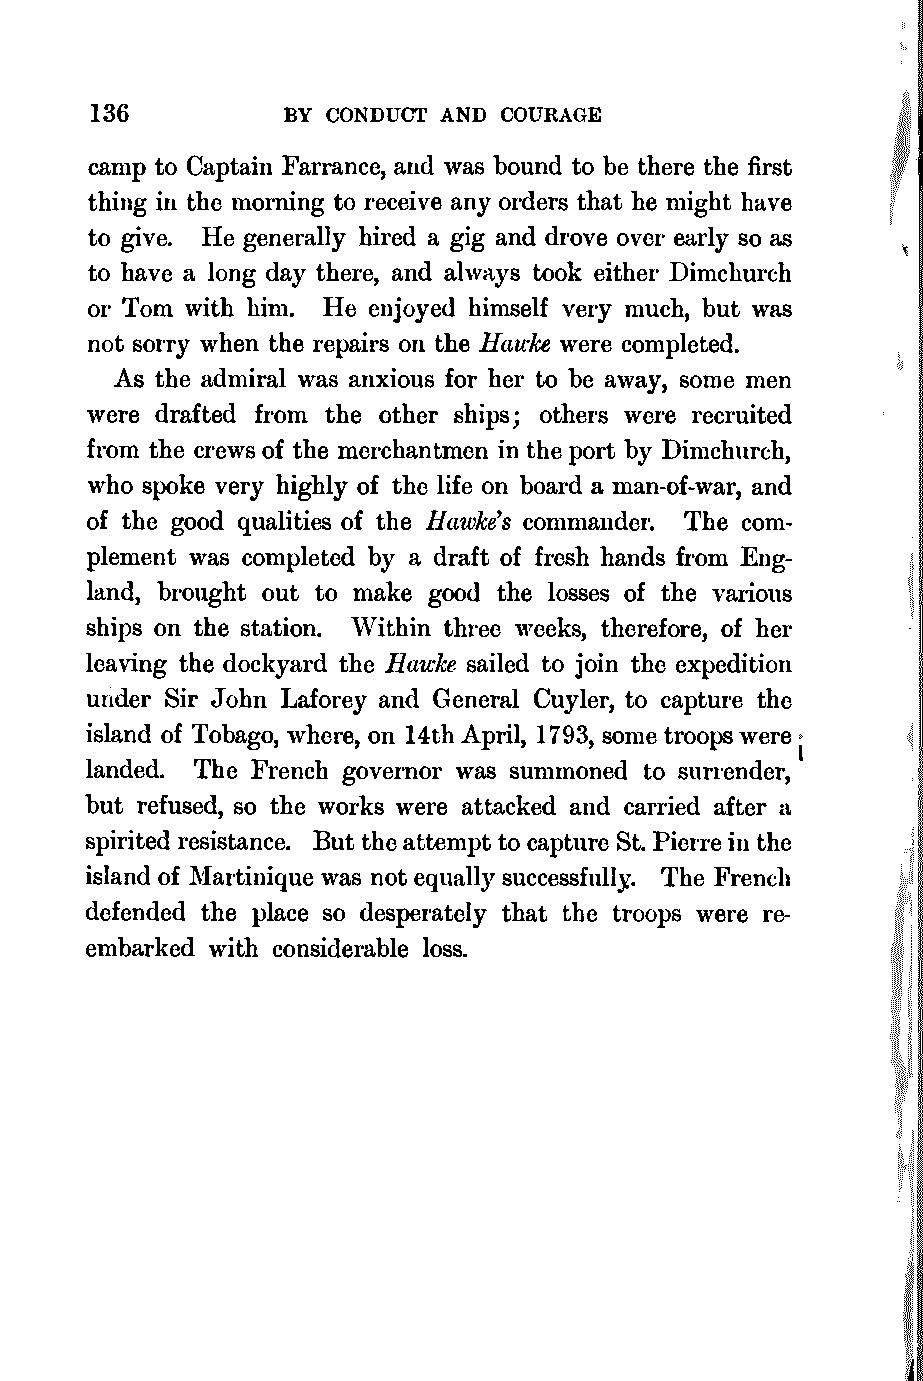 136 BY CONDUCT AND COURAGE
camp to Captain Farrance, and was bound to be there the first
thing in the morning to receive any orders that he might have
to give. He generally hired a gig and drove over early so as
to have a long day there, and always took either Dimchurch
or Tom with him. He enjoyed himself very much, but was
not sorry when the repairs on the Hawke were completed.
As the admiral was anxious for her to be away, some men
were drafted from the other ships; others were recruited
from the crews of the merchantmen in the port by Dimchurch,
who spoke very highly of the life on board a man-of-war, and
of the good qualities of the Hawke's commander. The com-
plement was completed by a draft of fresh hands from Eng-
land, brought out to make good the losses of the various
ships on the station. Within three weeks, therefore, of her
leaving the dockyard the Hawke sailed to join the expedition
under Sir John Laforey and General Cuyler, to capture the
island of Tobago, where, on 14th April, 1793, some troops were
landed. The French governor was summoned to surrender,
but refused, so the works were attacked and carried after a
spirited resistance. But the attempt to capture St. Pierre in the
island of Martinique was not equally successfully. The French
defended the place so desperately that the troops were re-
embarked with considerable loss.